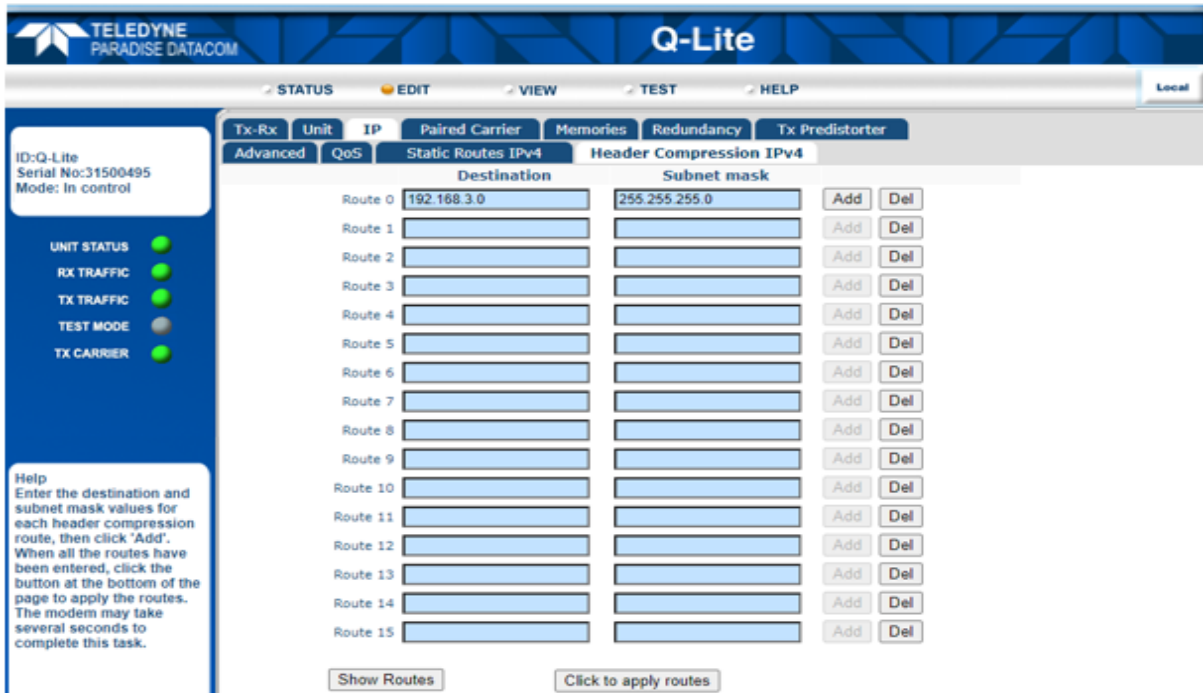 TELEDYNE
PARADISE DATACOM
Q-Lite
STATUS EDIT VIEW TEST HELP
Local
Tx-Rx Unit IP Paired Carrier Memories Redundancy Tx Predistorter
Advanced QoS Static Routes IPv4 Header Compression IPv4
ID:Q-Lite
Serial No:31500495
Mode: In control
UNIT STATUS
RX TRAFFIC
TX TRAFFIC
TEST MODE
TX CARRIER
Help
Enter the destination and
subnet mask values for
each header compression
route, then click 'Add'.
When all the routes have
been entered, click the
button at the bottom of the
page to apply the routes.
The modem may take
several seconds to
complete this task.
Destination Subnet mask
Route 0 192.168.3.0 255.255.255.0 Add Del
Route 1 Add Del
Route 2 Add Del
Route 3 Add Del
Route 4 Add Del
Route 5 Add Del
Route 6 Add Del
Route 7 Add Del
Route 8 Add Del
Route 9 Add Del
Route 10 Add Del
Route 11 Add Del
Route 12 Add Del
Route 13 Add Del
Route 14 Add Del
Route 15 Add Del
Show Routes Click to apply routes